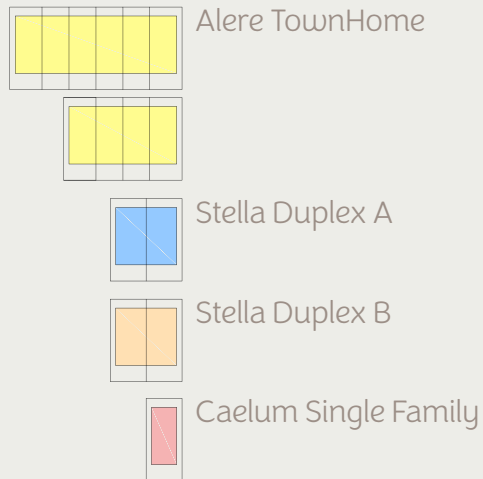 Alere TownHome
Stella Duplex A
Stella Duplex B
Caelum Single Family